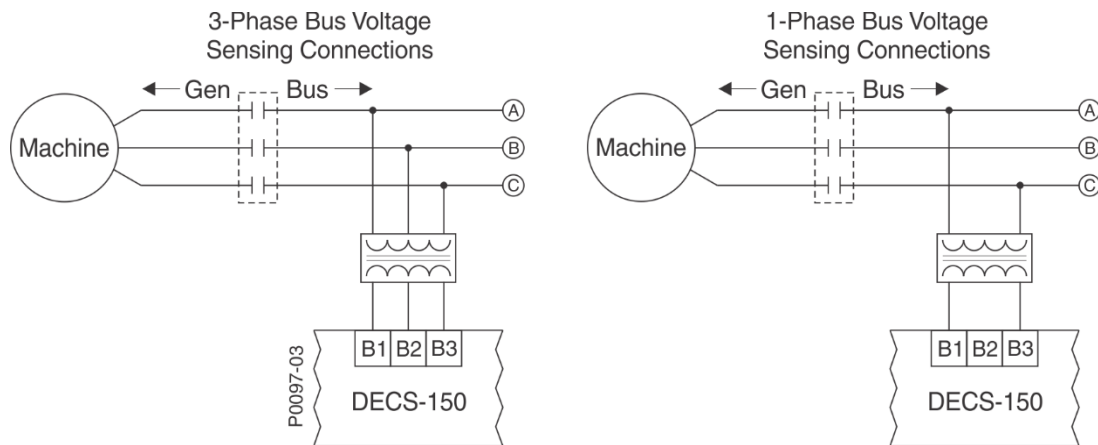 3-Phase Bus Voltage
Sensing Connections
Gen Bus
A
Machine
B
C
B1 B2 B3
DECS-150
P0097-03
1-Phase Bus Voltage
Sensing Connections
Gen Bus
A
Machine
B
C
B1 B2 B3
DECS-150